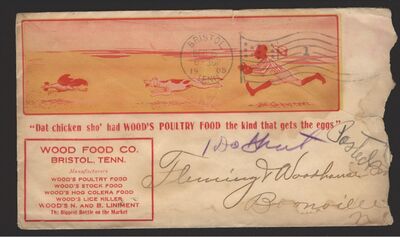 BRISTOL
TENN.
"Dat chicken sho' had WOOD'S POULTRY FOOD the kind that gets the eggs"
WOOD FOOD CO.
BRISTOL, TENN.
Manufacturers
WOOD'S POULTRY FOOD
WOOD'S STOCK FOOD
WOOD'S HOG COLERA FOOD
WOOD'S LICE KILLER
WOOD'S N. AND B. LINIMENT
The Biggest Bottle on the Market
Fleming & Woodhouse